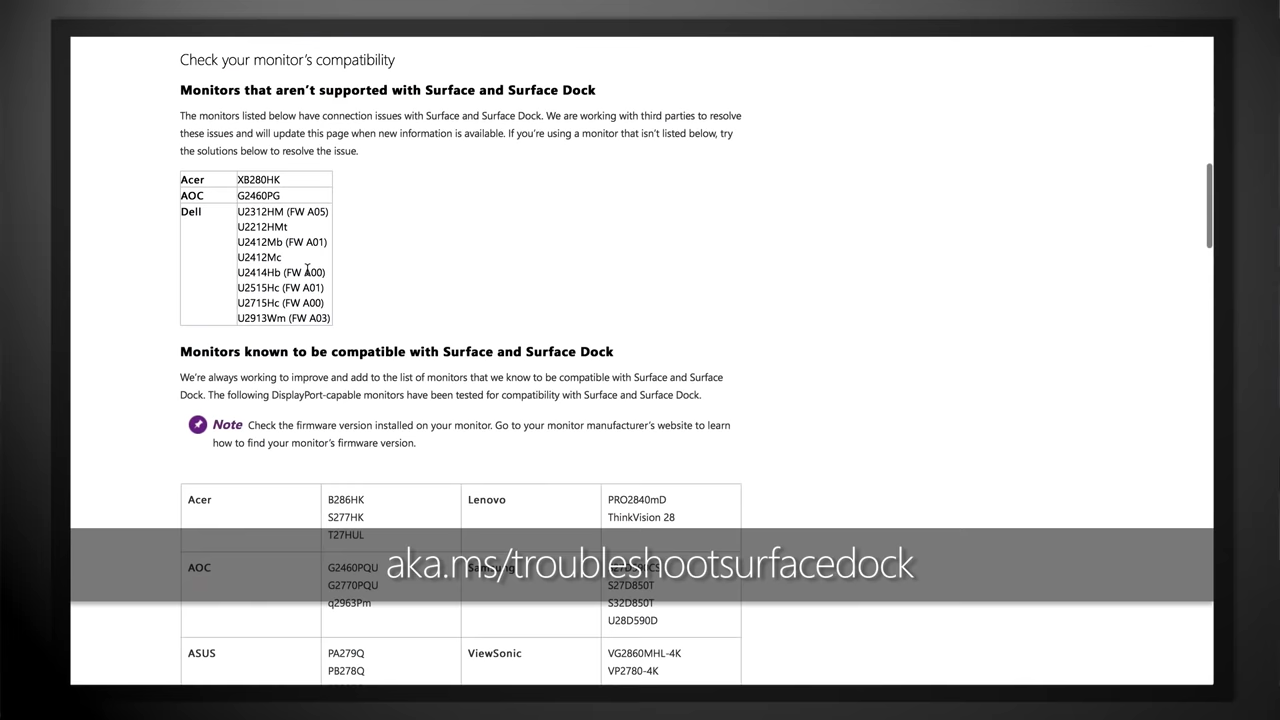 Check your monitor's compatibility
Monitors that aren't supported with Surface and Surface Dock
The monitors listed below have connection issues with Surface and Surface Dock. We are working with third parties to resolve
these issues and will update this page when new information is available. If you're using a monitor that isn't listed below, try
the solutions below to resolve the issue.
Acer XB280HK
AOC G2460PG
Dell U2312HM (FW A05)
U2212HMt
U2412Mb (FW A01)
U2412Mc
U2414Hb (FW A00)
U2515Hc (FW A01)
U2715Hc (FW A00)
U2913Wm (FW A03)
Monitors known to be compatible with Surface and Surface Dock
We're always working to improve and add to the list of monitors that we know to be compatible with Surface and Surface
Dock. The following DisplayPort-capable monitors have been tested for compatibility with Surface and Surface Dock.
Note Check the firmware version installed on your monitor. Go to your monitor manufacturer's website to learn
how to find your monitor's firmware version.
Acer B286HK Lenovo PRO2840mD
S277HK ThinkVision 28
T27HUL
aka.ms/troubleshootsurfacedock
AOC G2460PQU Samsung
G2770PQU S27D850T
q2963Pm S32D850T
U28D590D
ASUS PA279Q ViewSonic VG2860MHL-4K
PB278Q VP2780-4K